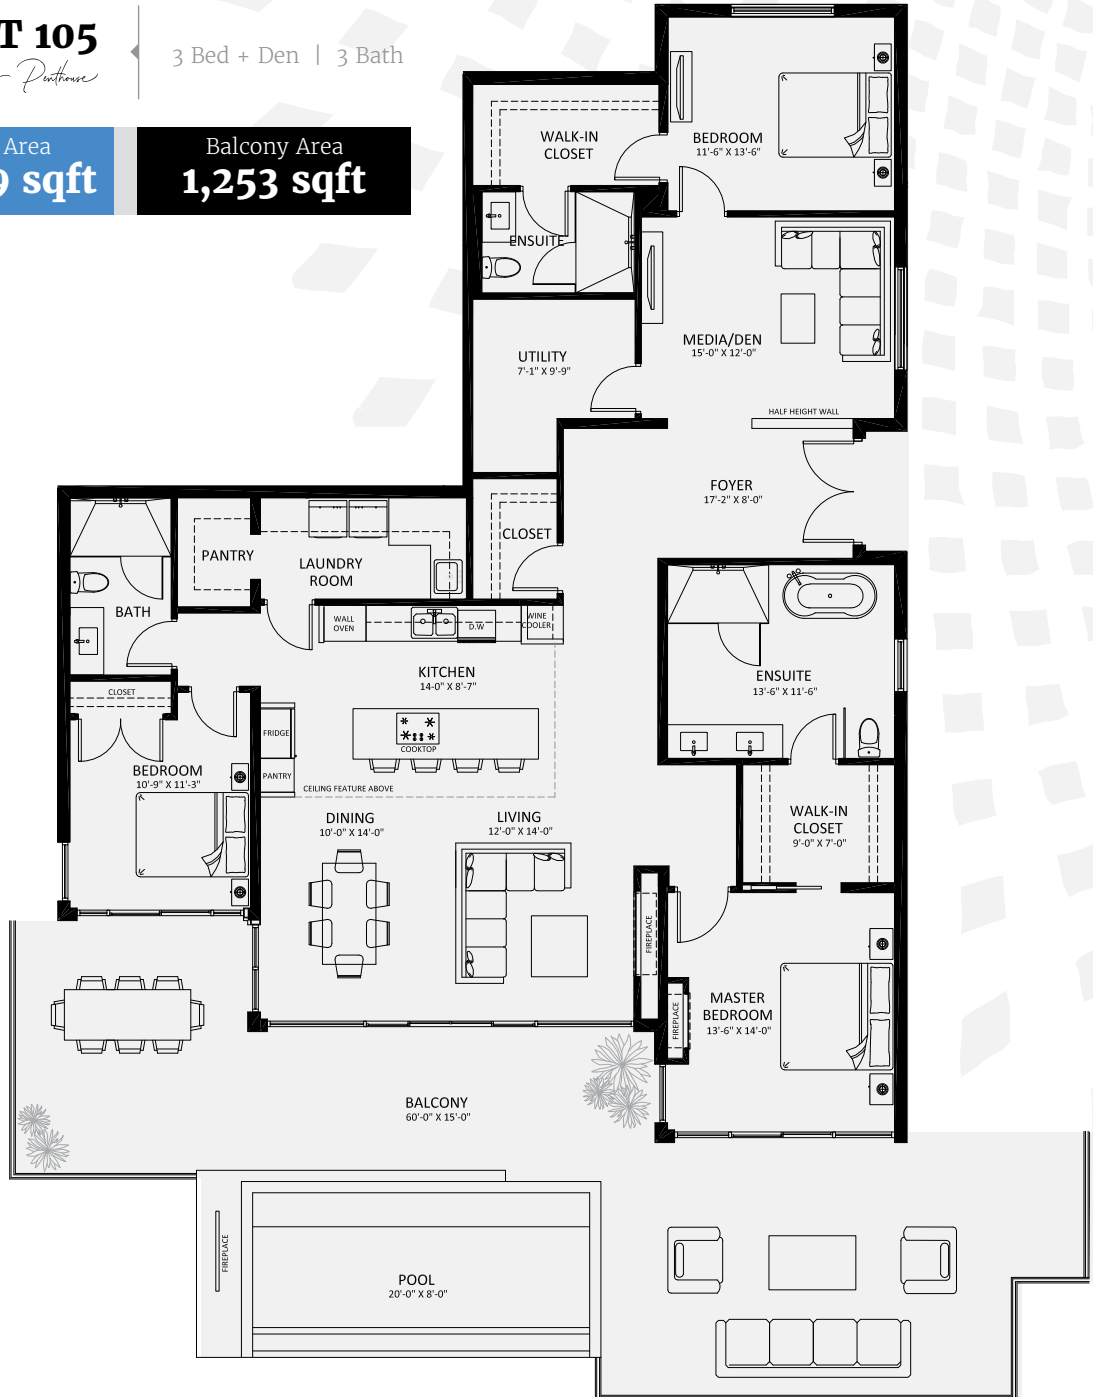 T 105
Penthouse
3 Bed + Den | 3 Bath
Area
9 sqft
Balcony Area
1,253 sqft
WALK-IN
CLOSET
BEDROOM
11'-6" X 13'-6"
ENSUITE
MEDIA/DEN
15'-0" X 12'-0"
UTILITY
7'-1" X 9'-9"
HALF HEIGHT WALL
FOYER
17'-2" X 8'-0"
CLOSET
PANTRY
LAUNDRY
ROOM
BATH
WALL
OVEN
D.W
WINE
COOLER
KITCHEN
14-0" X 8'-7"
ENSUITE
13'-6" X 11'-6"
CLOSET
FRIDGE
COOKTOP
PANTRY
BEDROOM
10'-9" X 11'-3"
CEILING FEATURE ABOVE
DINING
10'-0" X 14'-0"
LIVING
12'-0" X 14'-0"
WALK-IN
CLOSET
9'-0" X 7'-0"
FIREPLACE
FIREPLACE
MASTER
BEDROOM
13'-6" X 14'-0"
BALCONY
60'-0" X 15'-0"
FIREPLACE
POOL
20'-0" X 8'-0"